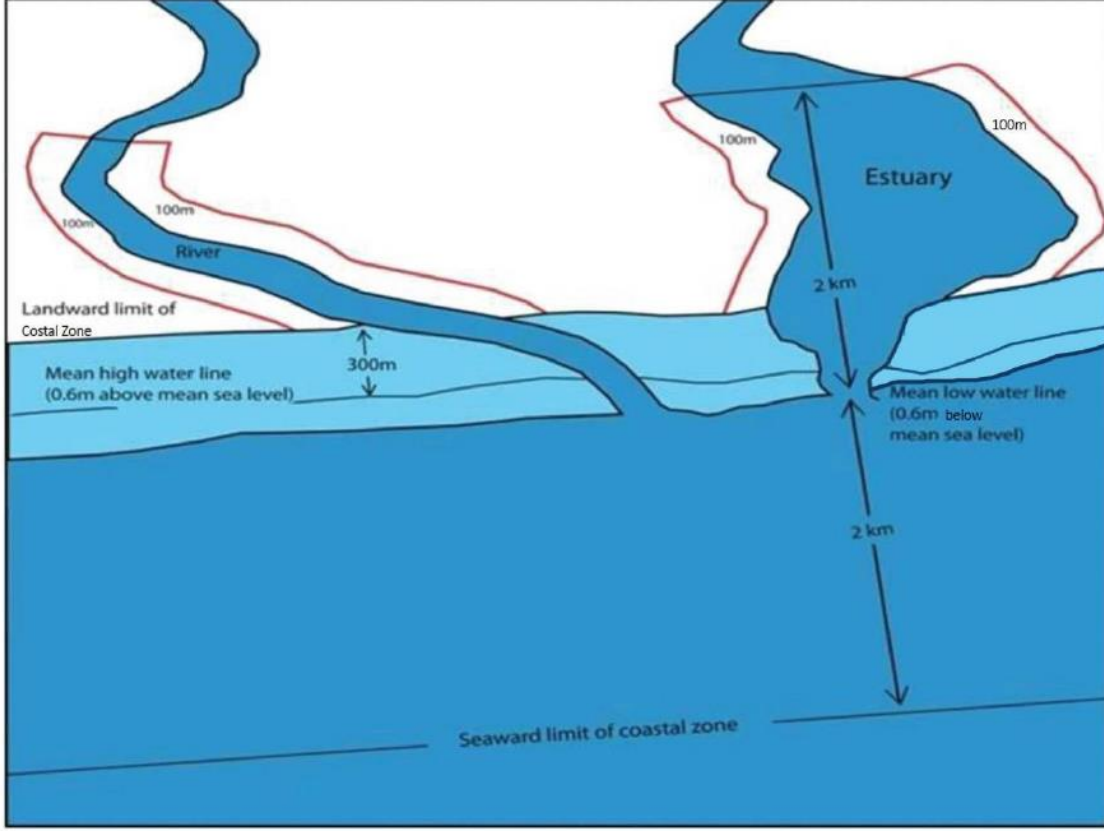 100m
100m
Estuary
100m
100m
River
2 km
Landward limit of
Costal Zone
300m
Mean high water line
(0.6m above mean sea level)
Mean low water line
(0.6m below
mean sea level)
2 km
Seaward limit of coastal zone